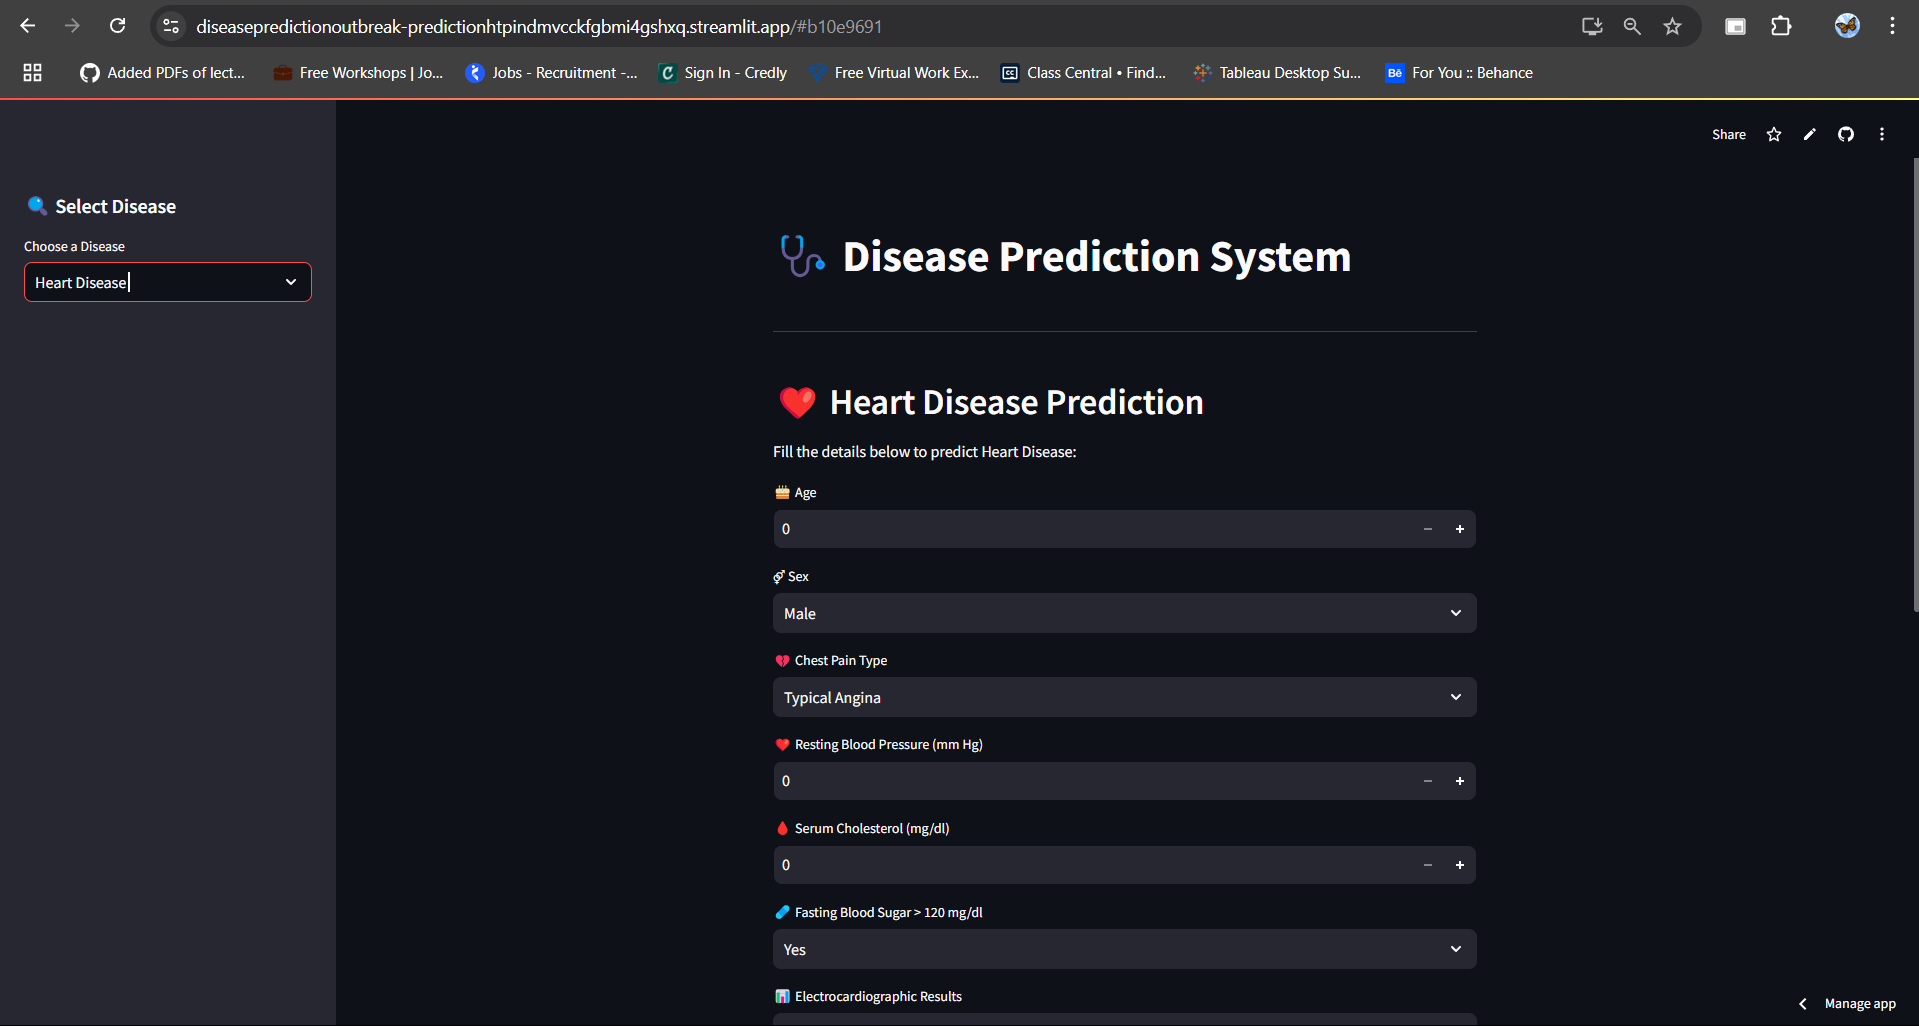 diseasepredictionoutbreak-predictionhtpindmvcckfgbmi4gshxq.streamlit.app/#b10e9691
Added PDFs of lect... Free Workshops | Jo... Jobs - Recruitment -... Sign In - Credly Free Virtual Work Ex... Class Central • Find... Tableau Desktop Su... Bē For You :: Behance
Share
Select Disease
Choose a Disease
Heart Disease
Disease Prediction System
Heart Disease Prediction
Fill the details below to predict Heart Disease:
Age
0
Sex
Male
Chest Pain Type
Typical Angina
Resting Blood Pressure (mm Hg)
0
Serum Cholesterol (mg/dl)
0
Fasting Blood Sugar > 120 mg/dl
Yes
Electrocardiographic Results
Manage app